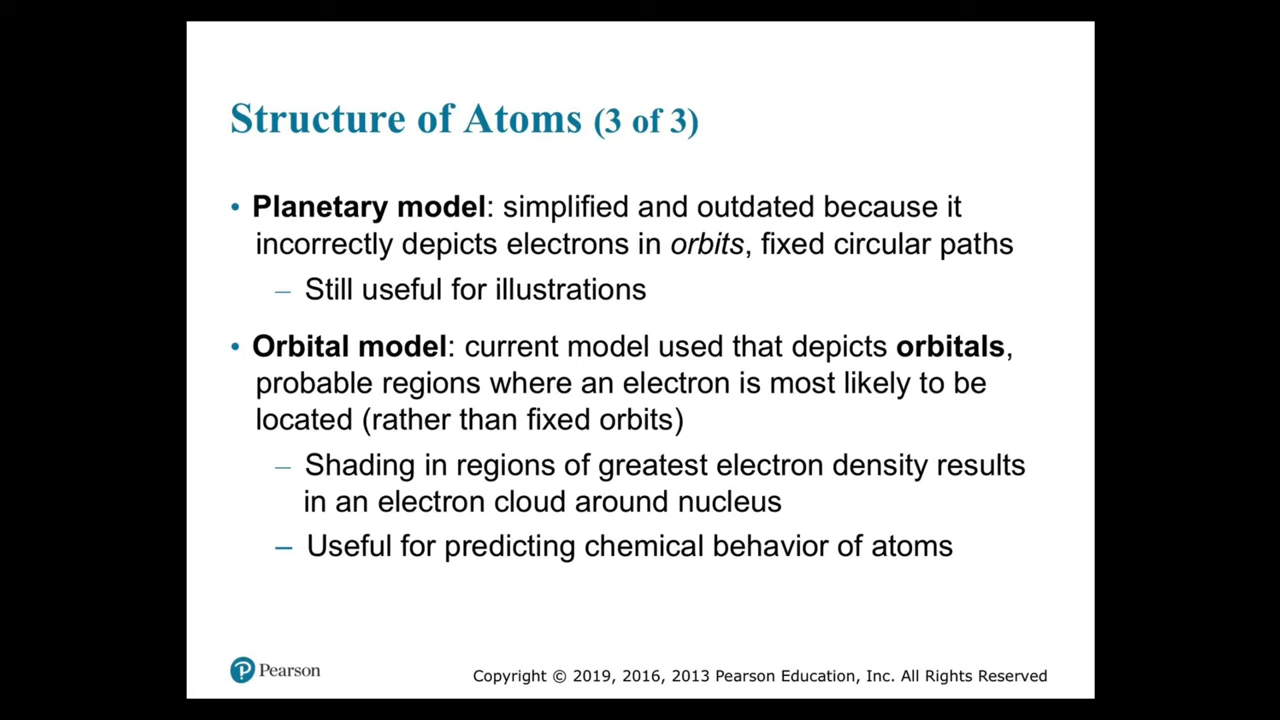 Structure of Atoms (3 of 3)
• Planetary model: simplified and outdated because it
incorrectly depicts electrons in orbits, fixed circular paths
– Still useful for illustrations
• Orbital model: current model used that depicts orbitals,
probable regions where an electron is most likely to be
located (rather than fixed orbits)
– Shading in regions of greatest electron density results
in an electron cloud around nucleus
– Useful for predicting chemical behavior of atoms
P Pearson
Copyright © 2019, 2016, 2013 Pearson Education, Inc. All Rights Reserved